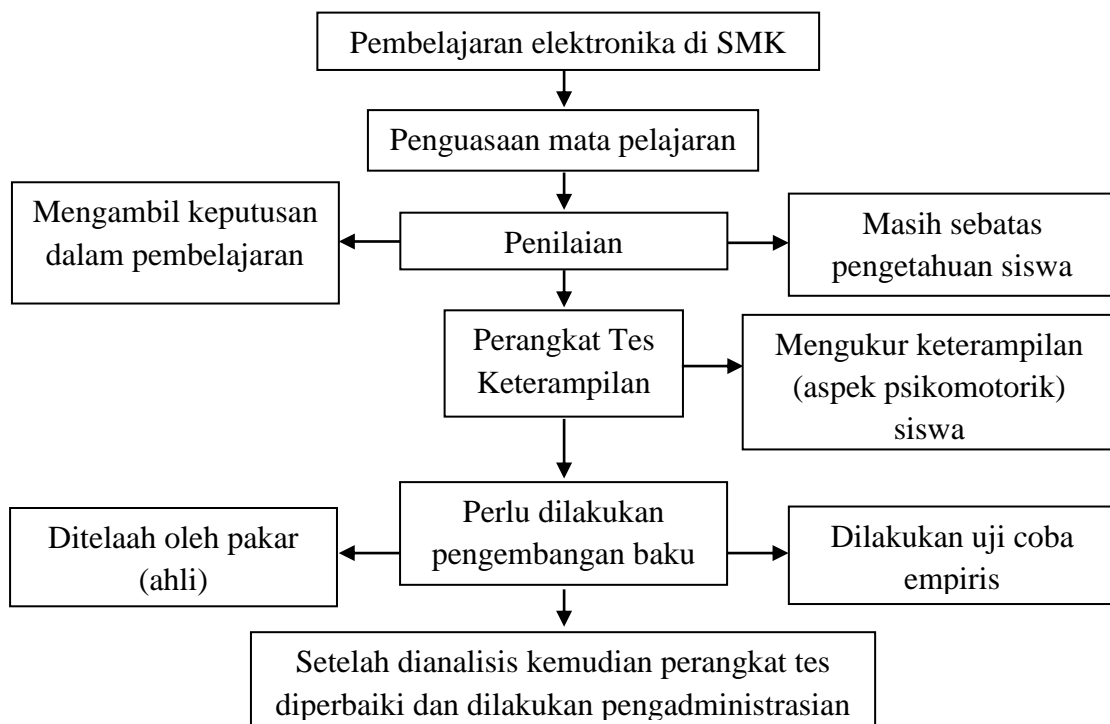 Pembelajaran elektronika di SMK
Penguasaan mata pelajaran
Mengambil keputusan
dalam pembelajaran
Penilaian
Masih sebatas
pengetahuan siswa
Perangkat Tes
Keterampilan
Mengukur keterampilan
(aspek psikomotorik)
siswa
Ditelaah oleh pakar
(ahli)
Perlu dilakukan
pengembangan baku
Dilakukan uji coba
empiris
Setelah dianalisis kemudian perangkat tes
diperbaiki dan dilakukan pengadministrasian